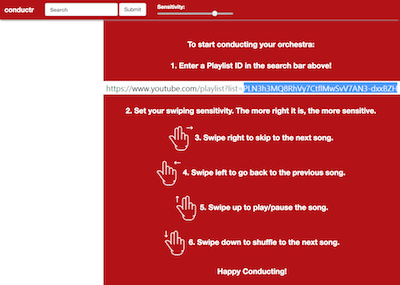 conductr Search Submit Sensitivity:
To start conducting your orchestra:
1. Enter a Playlist ID in the search bar above!
https://www.youtube.com/playlist?list=
2. Set your swiping sensitivity. The more right it is, the more sensitive.
3. Swipe right to skip to the next song.
4. Swipe left to go back to the previous song.
5. Swipe up to play/pause the song.
6. Swipe down to shuffle to the next song.
Happy Conducting!